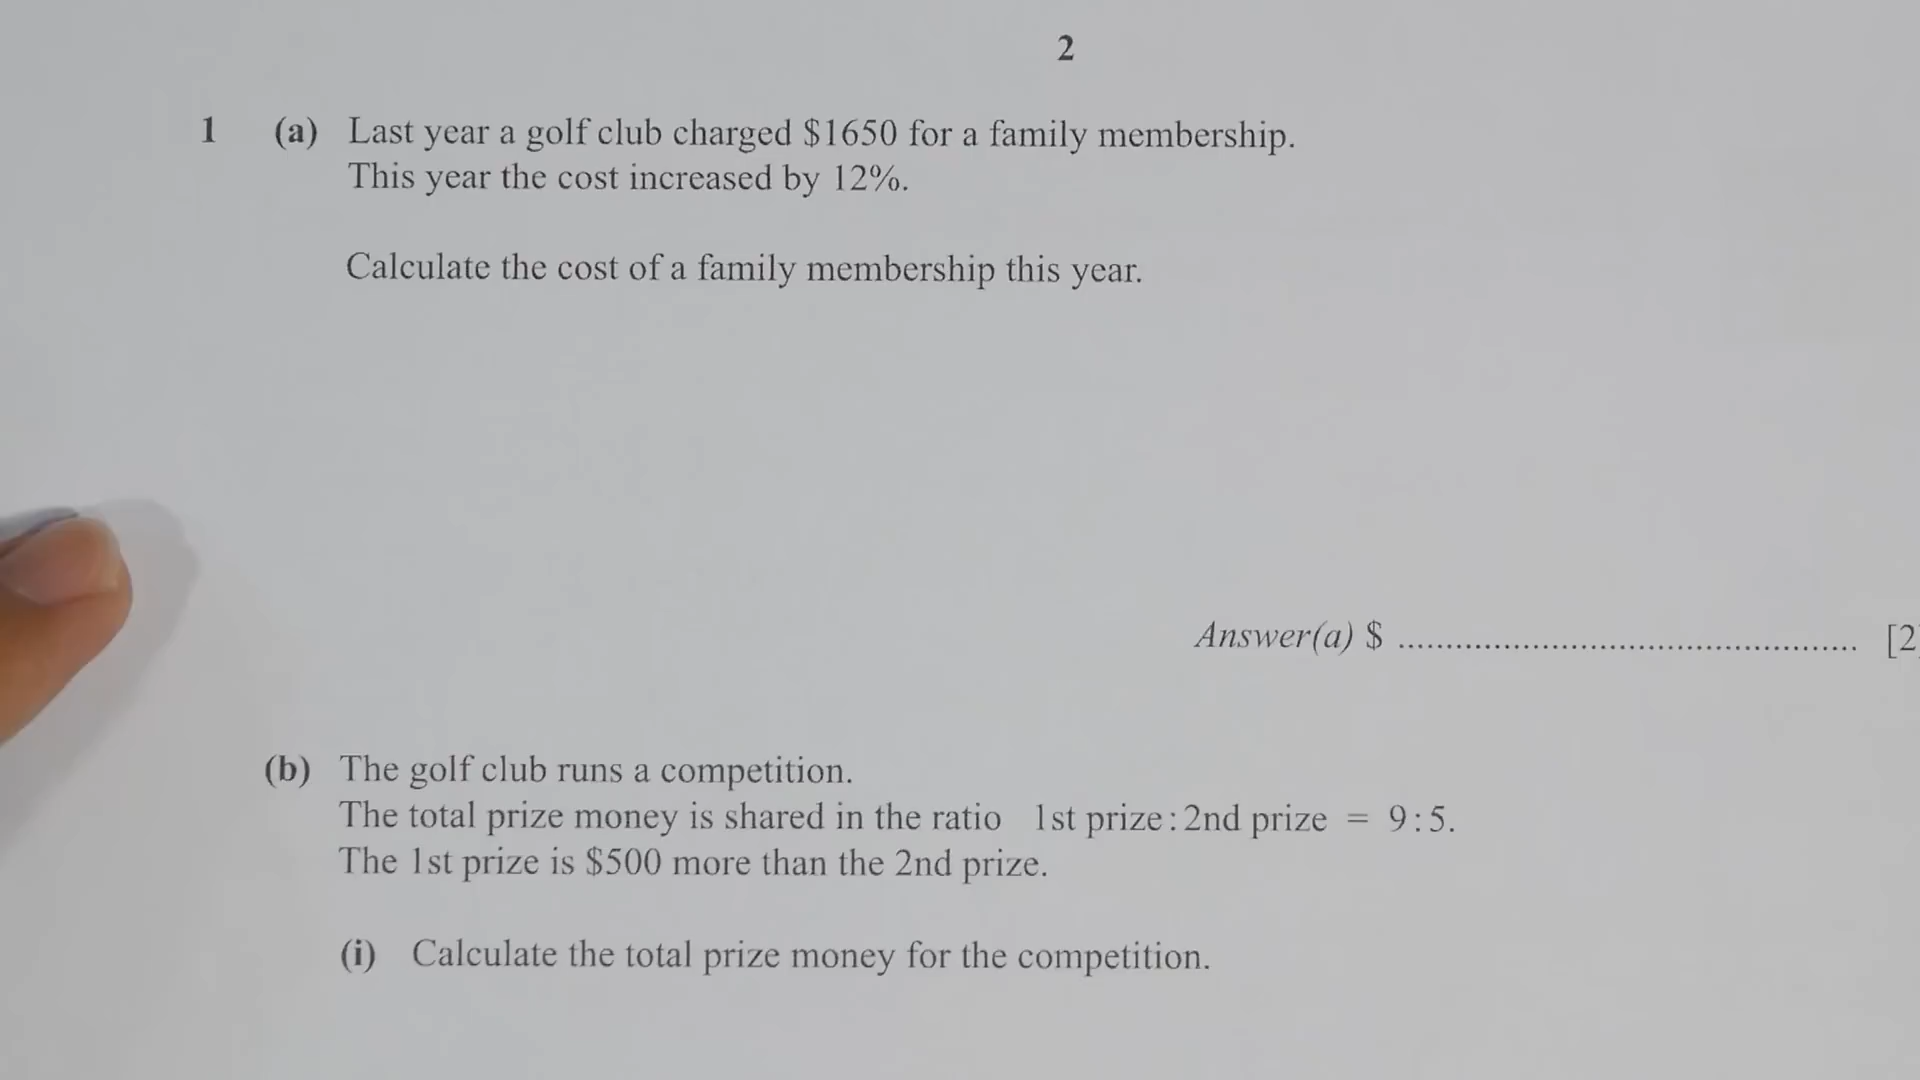 2
1 (a) Last year a golf club charged $1650 for a family membership.
This year the cost increased by 12%.
Calculate the cost of a family membership this year.
Answer(a) $ ................................................ [2]
(b) The golf club runs a competition.
The total prize money is shared in the ratio 1st prize : 2nd prize = 9 : 5.
The 1st prize is $500 more than the 2nd prize.
(i) Calculate the total prize money for the competition.